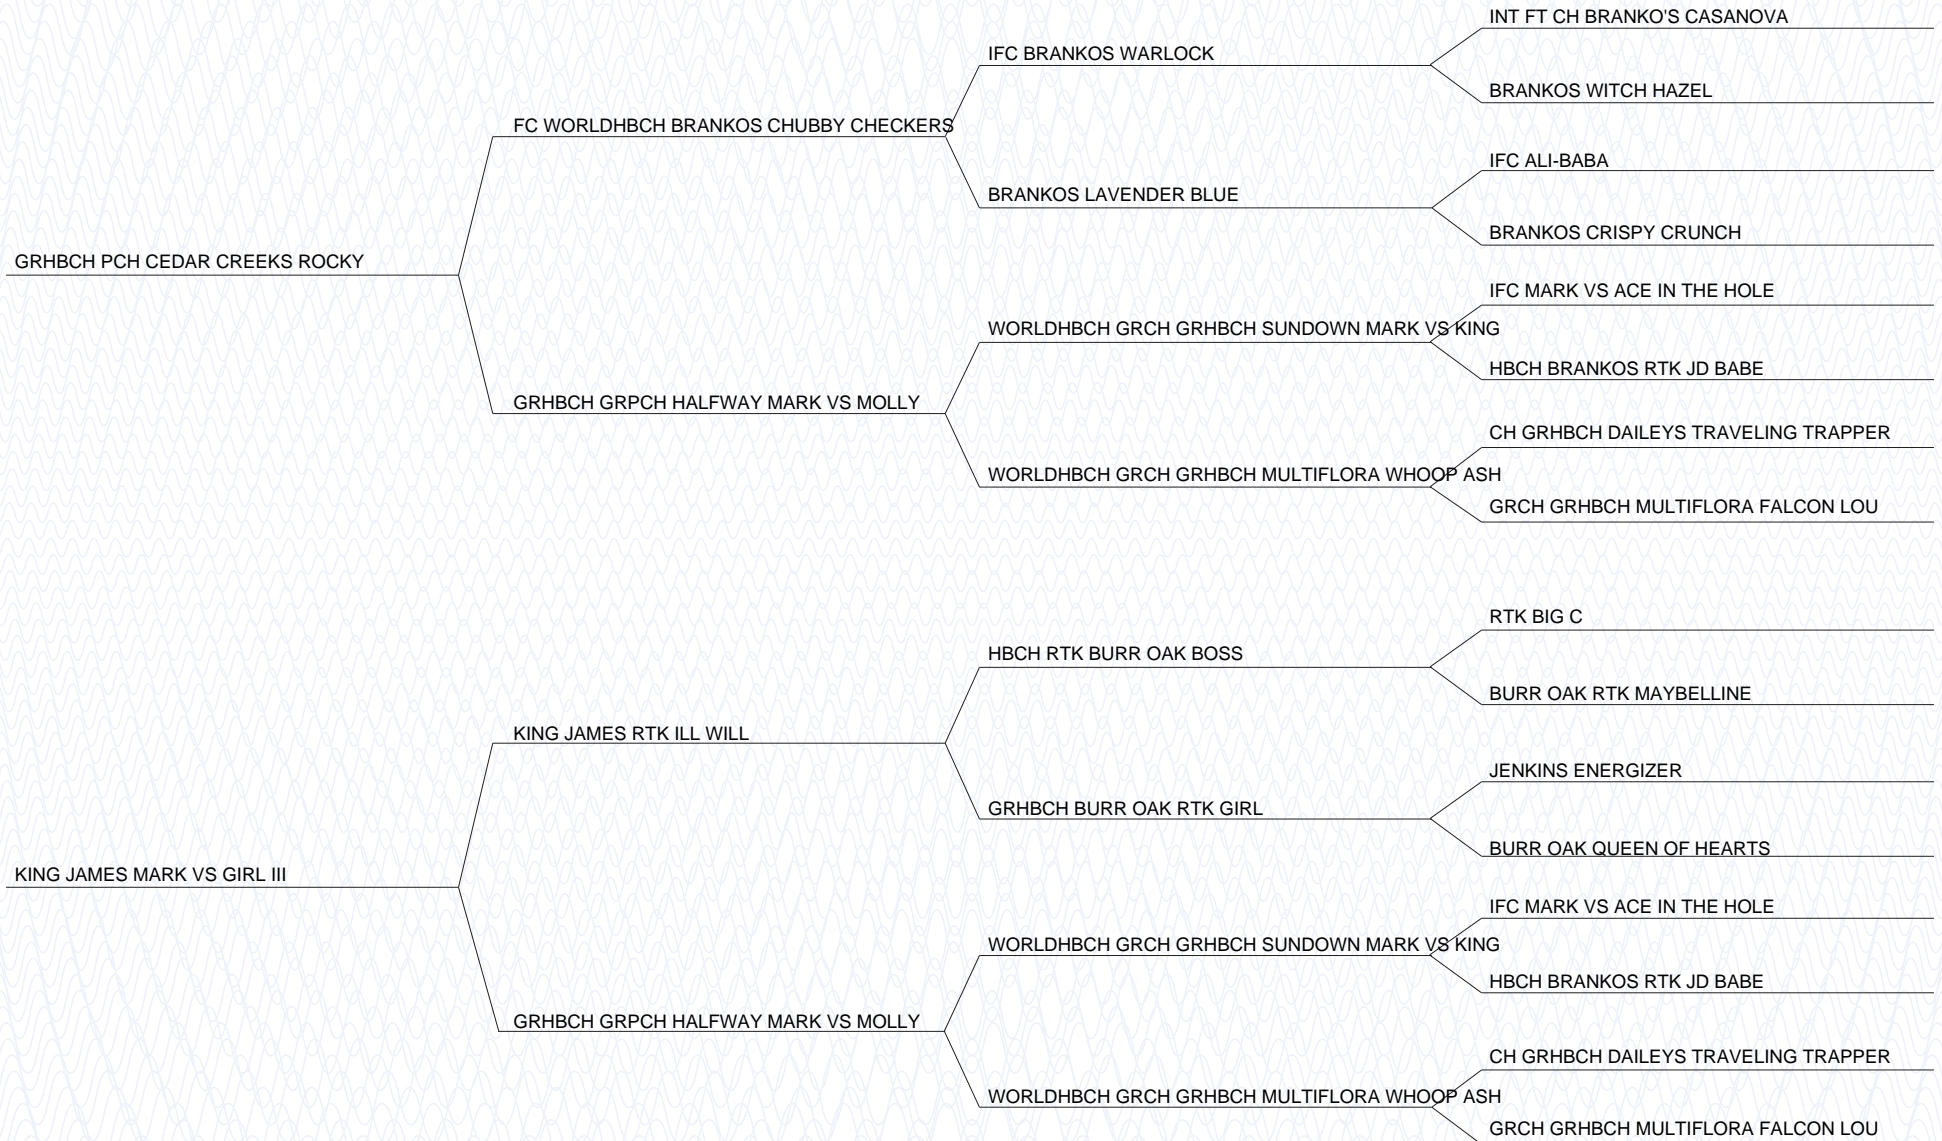 INT FT CH BRANKO'S CASANOVA
IFC BRANKOS WARLOCK
BRANKOS WITCH HAZEL
FC WORLDHBCH BRANKOS CHUBBY CHECKERS
IFC ALI-BABA
BRANKOS LAVENDER BLUE
BRANKOS CRISPY CRUNCH
GRHBCH PCH CEDAR CREEKS ROCKY
IFC MARK VS ACE IN THE HOLE
WORLDHBCH GRCH GRHBCH SUNDOWN MARK VS KING
HBCH BRANKOS RTK JD BABE
GRHBCH GRPCH HALFWAY MARK VS MOLLY
CH GRHBCH DAILEYS TRAVELING TRAPPER
WORLDHBCH GRCH GRHBCH MULTIFLORA WHOOP ASH
GRCH GRHBCH MULTIFLORA FALCON LOU
RTK BIG C
HBCH RTK BURR OAK BOSS
BURR OAK RTK MAYBELLINE
KING JAMES RTK ILL WILL
JENKINS ENERGIZER
GRHBCH BURR OAK RTK GIRL
BURR OAK QUEEN OF HEARTS
KING JAMES MARK VS GIRL III
IFC MARK VS ACE IN THE HOLE
WORLDHBCH GRCH GRHBCH SUNDOWN MARK VS KING
HBCH BRANKOS RTK JD BABE
GRHBCH GRPCH HALFWAY MARK VS MOLLY
CH GRHBCH DAILEYS TRAVELING TRAPPER
WORLDHBCH GRCH GRHBCH MULTIFLORA WHOOP ASH
GRCH GRHBCH MULTIFLORA FALCON LOU